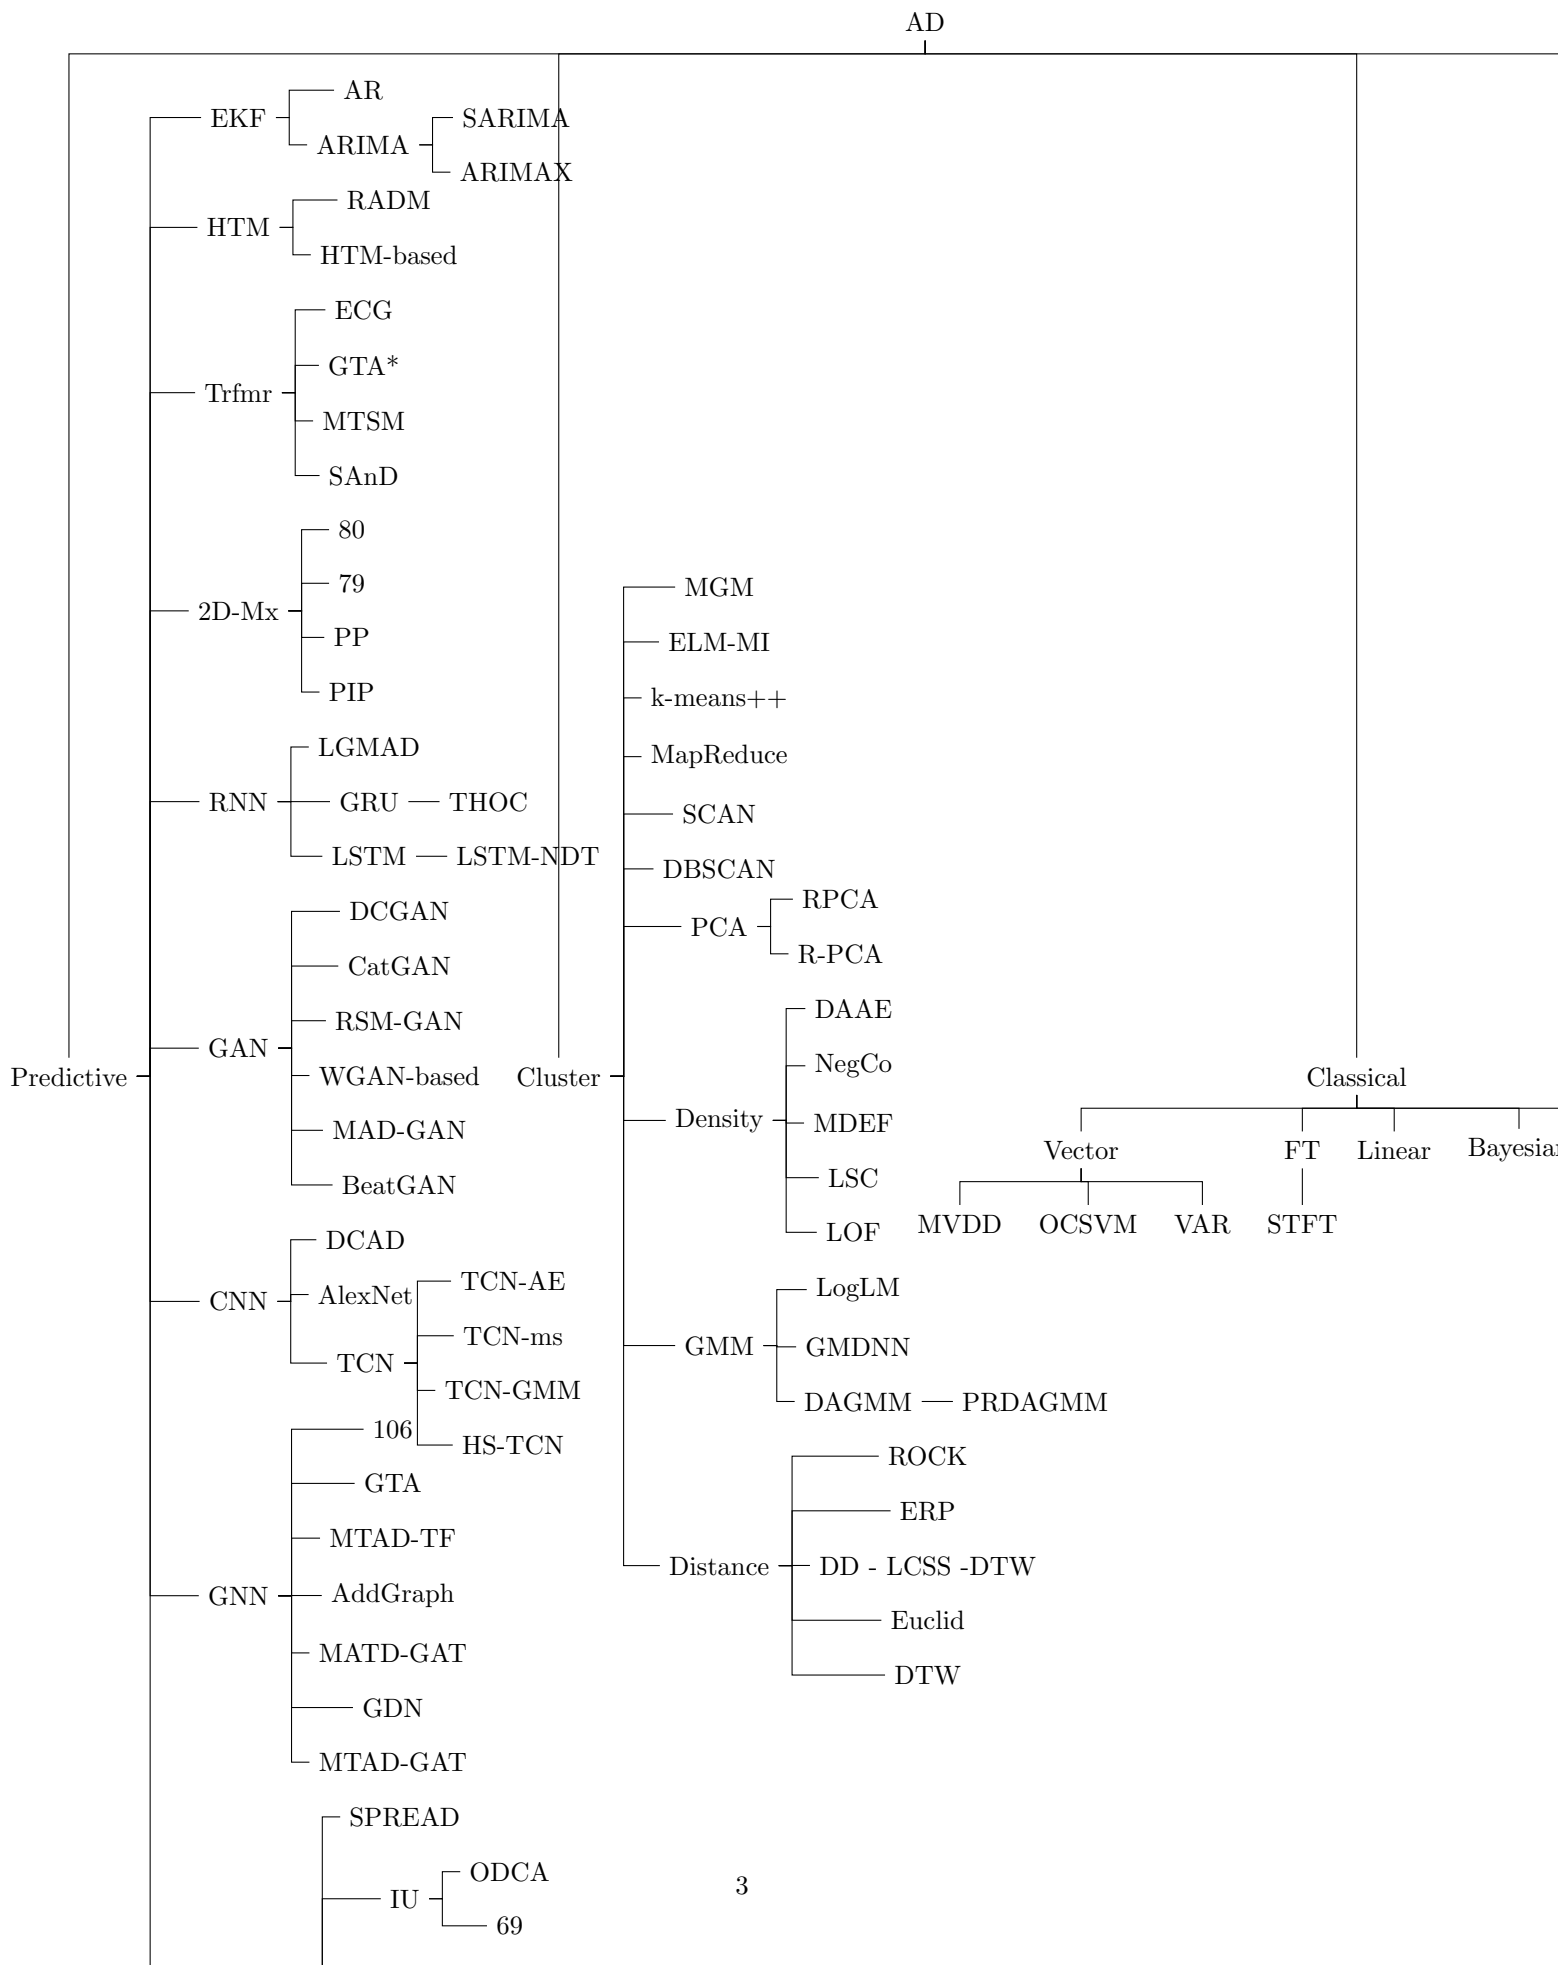 AD
Predictive
EKF
AR
ARIMA
SARIMA
ARIMAX
HTM
RADM
HTM-based
Trfmr
ECG
GTA*
MTSM
SAnD
2D-Mx
80
79
PP
PIP
RNN
LGMAD
GRU
THOC
LSTM
LSTM-NDT
GAN
DCGAN
CatGAN
RSM-GAN
WGAN-based
MAD-GAN
BeatGAN
CNN
DCAD
AlexNet
TCN
TCN-AE
TCN-ms
TCN-GMM
HS-TCN
GNN
106
GTA
MTAD-TF
AddGraph
MATD-GAT
GDN
MTAD-GAT
SPREAD
IU
ODCA
69
Cluster
MGM
ELM-MI
k-means++
MapReduce
SCAN
DBSCAN
PCA
RPCA
R-PCA
Density
DAAE
NegCo
MDEF
LSC
LOF
GMM
LogLM
GMDNN
DAGMM
PRDAGMM
Distance
ROCK
ERP
DD - LCSS -DTW
Euclid
DTW
Classical
Vector
MVDD
OCSVM
VAR
FT
STFT
Linear
3